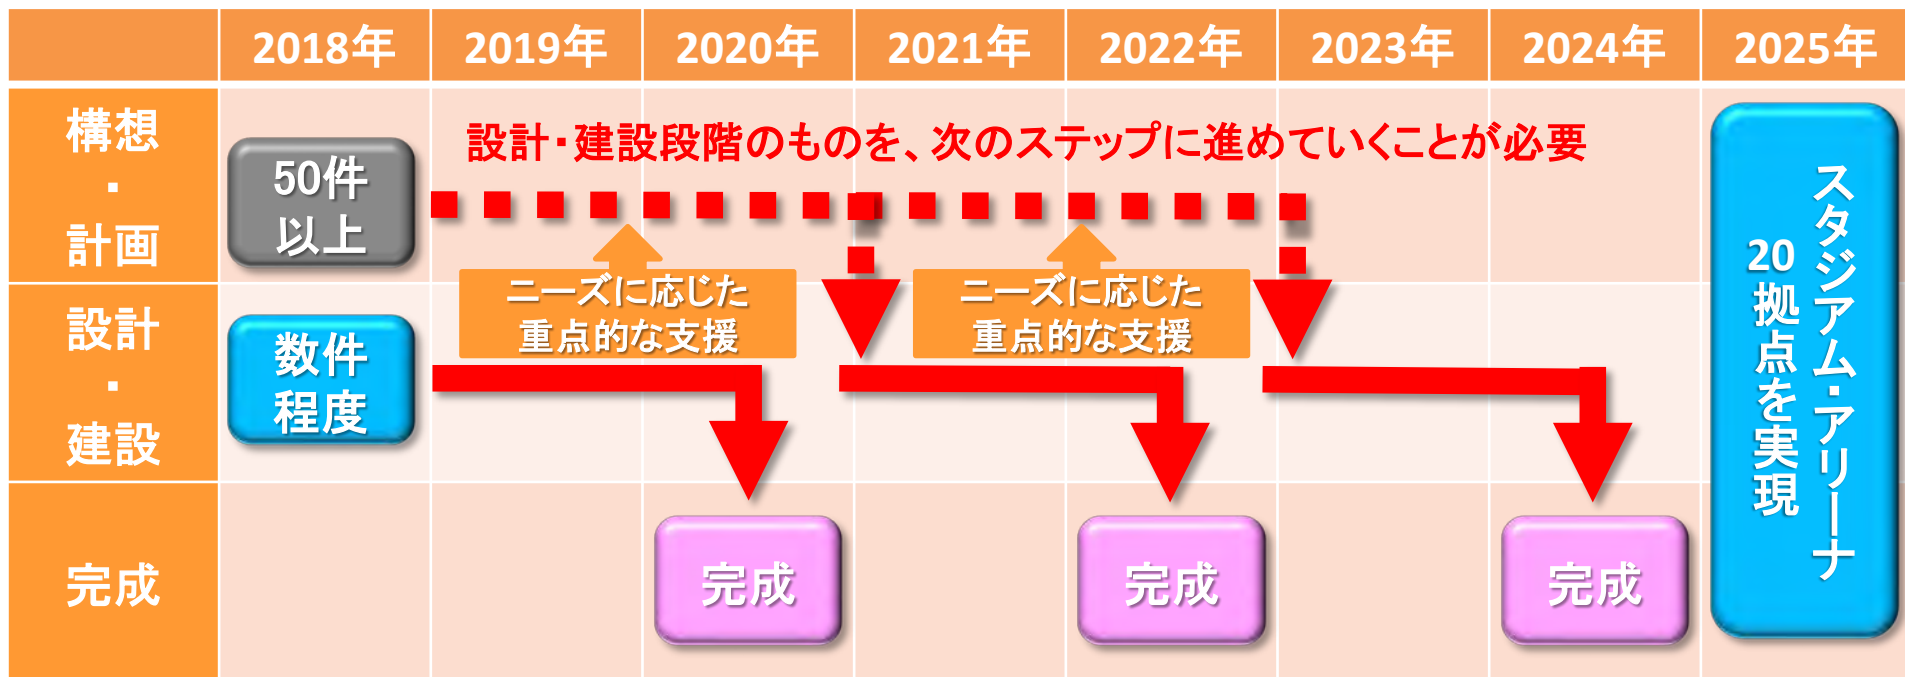 2018年
2019年
2020年
2021年
2022年
2023年
2024年
2025年
構想
・
計画
50件
以上
設計・建設段階のものを、次のステップに進めていくことが必要
ニーズに応じた
重点的な支援
ニーズに応じた
重点的な支援
設計
・
建設
数件
程度
完成
完成
完成
完成
スタジアム・アリーナ
20拠点を実現